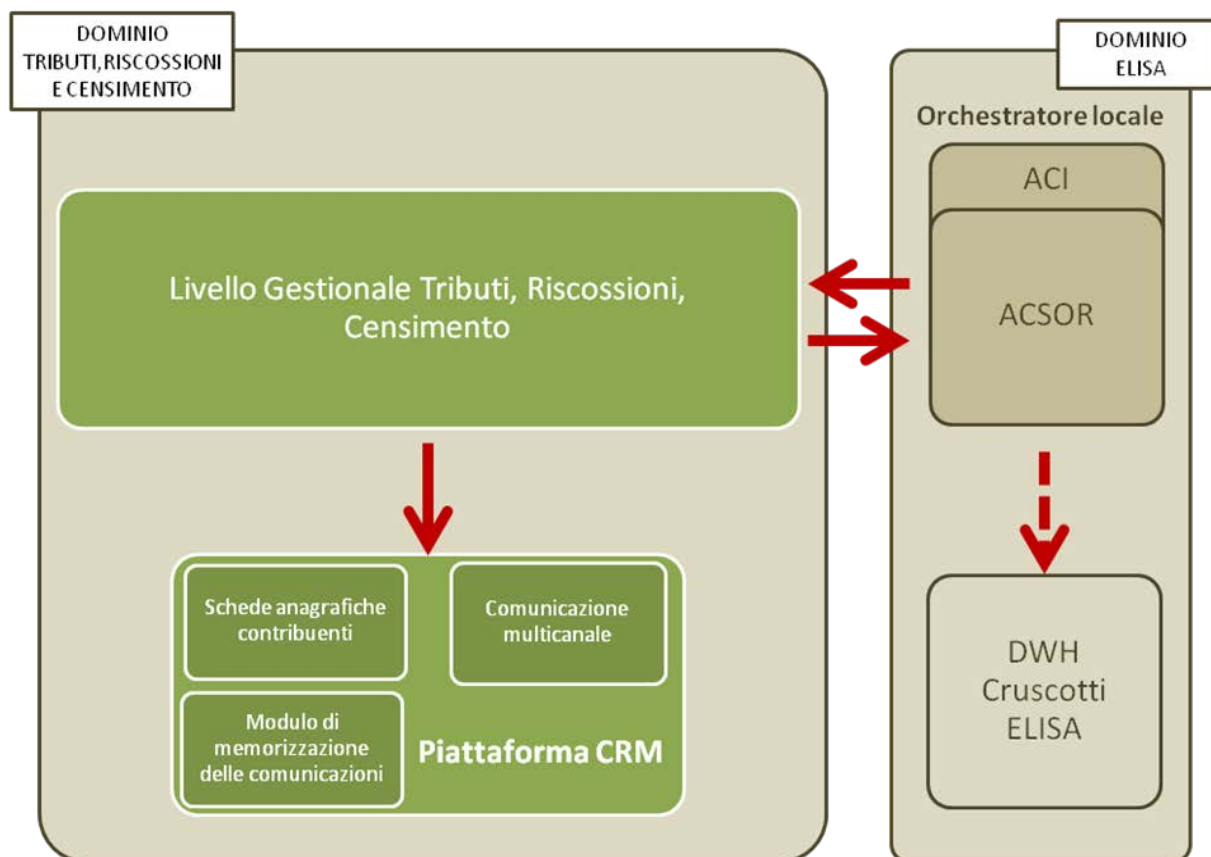 DOMINIO
TRIBUTI, RISCOSSIONI
E CENSIMENTO
Livello Gestionale Tributi, Riscossioni,
Censimento
Schede anagrafiche
contribuenti
Comunicazione
multicanale
Modulo di
memorizzazione
delle comunicazioni
Piattaforma CRM
DOMINIO
ELISA
Orchestratore locale
ACI
ACSOR
DWH
Cruscotti
ELISA